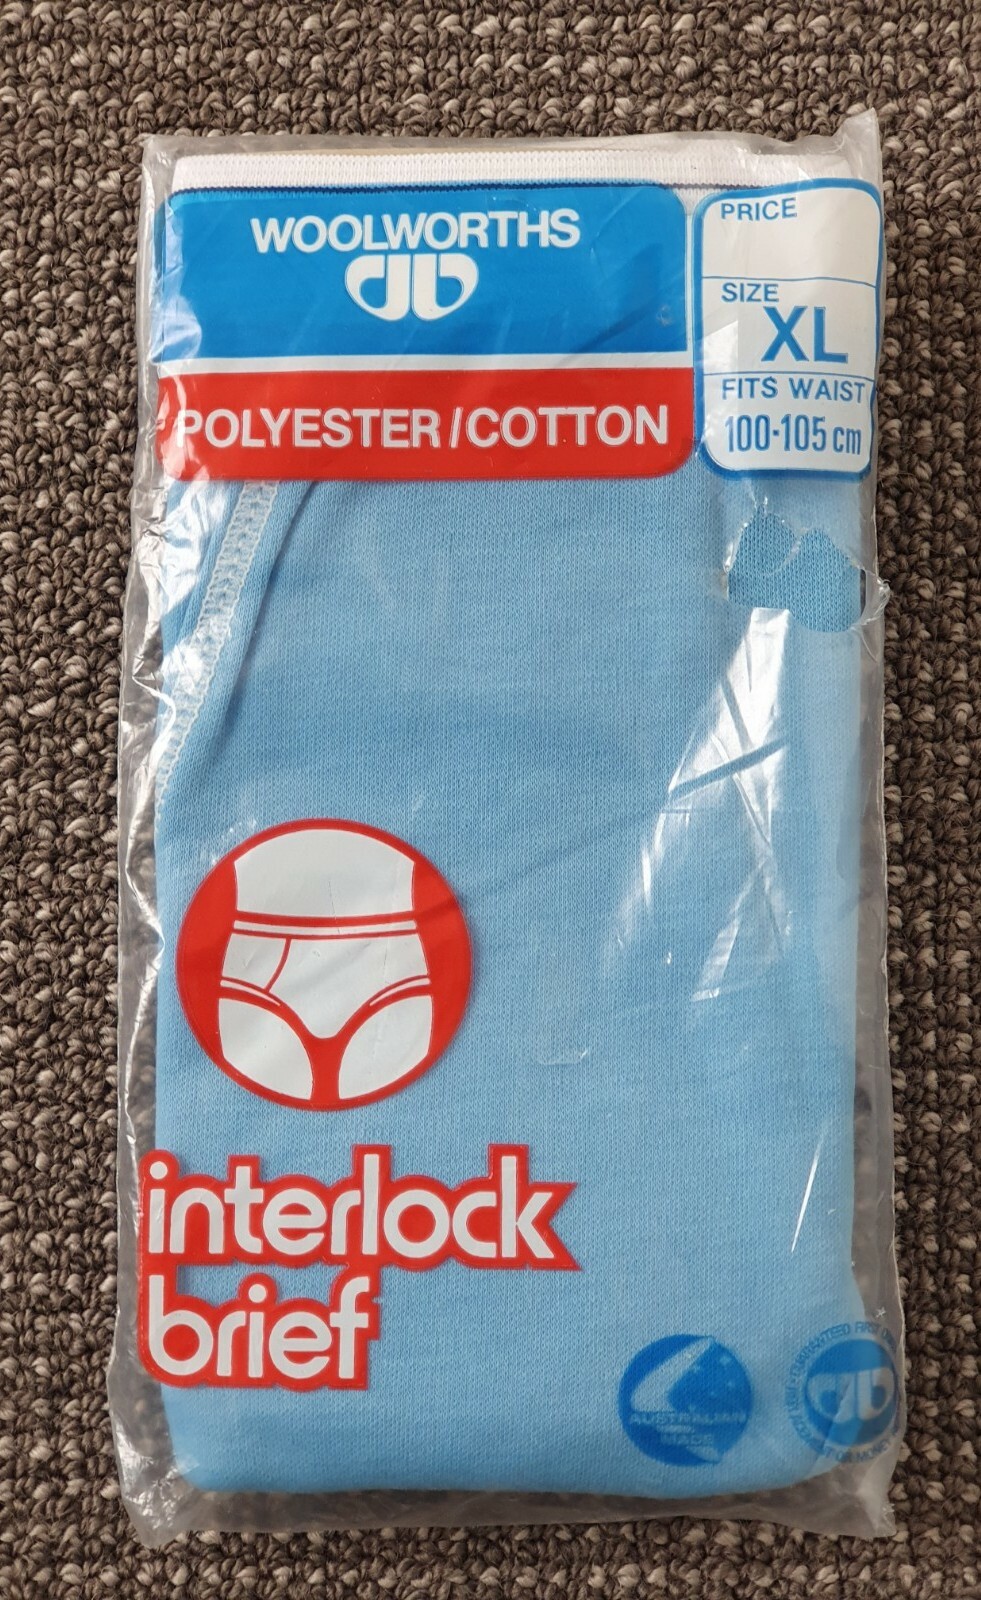 WOOLWORTHS
POLYESTER/COTTON
PRICE
SIZE
XL
FITS WAIST
100-105 cm
interlock
brief
AUSTRALIAN
MADE